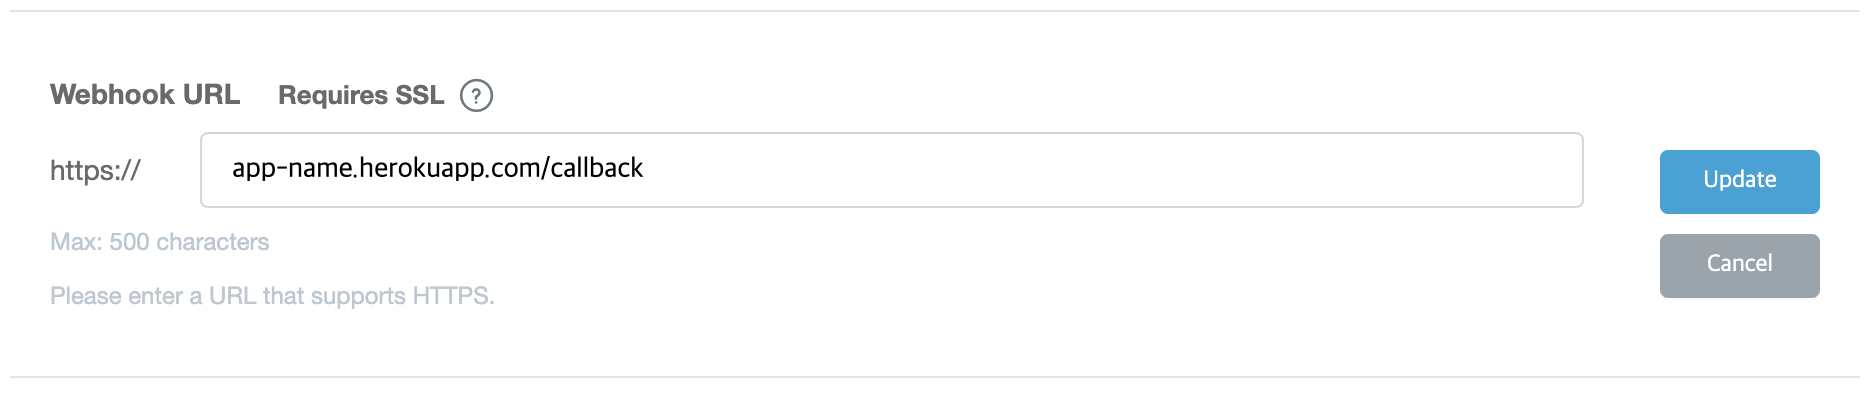 Webhook URL Requires SSL ?
https:// app-name.herokuapp.com/callback
Update
Max: 500 characters
Cancel
Please enter a URL that supports HTTPS.